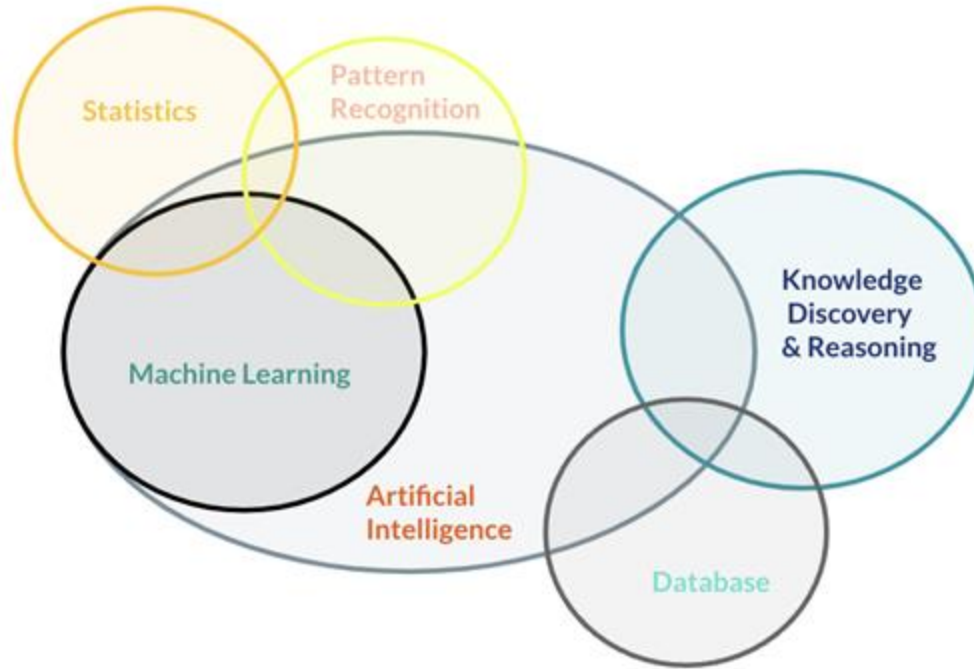 Statistics
Pattern
Recognition
Knowledge
Discovery
& Reasoning
Machine Learning
Artificial
Intelligence
Database